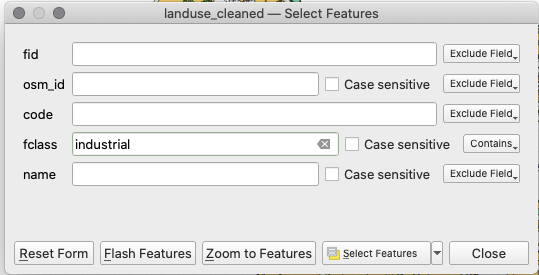 landuse_cleaned — Select Features
fid Exclude Field
osm_id Case sensitive Exclude Field
code Exclude Field
fclass industrial Case sensitive Contains
name Case sensitive Exclude Field
Reset Form Flash Features Zoom to Features Select Features Close